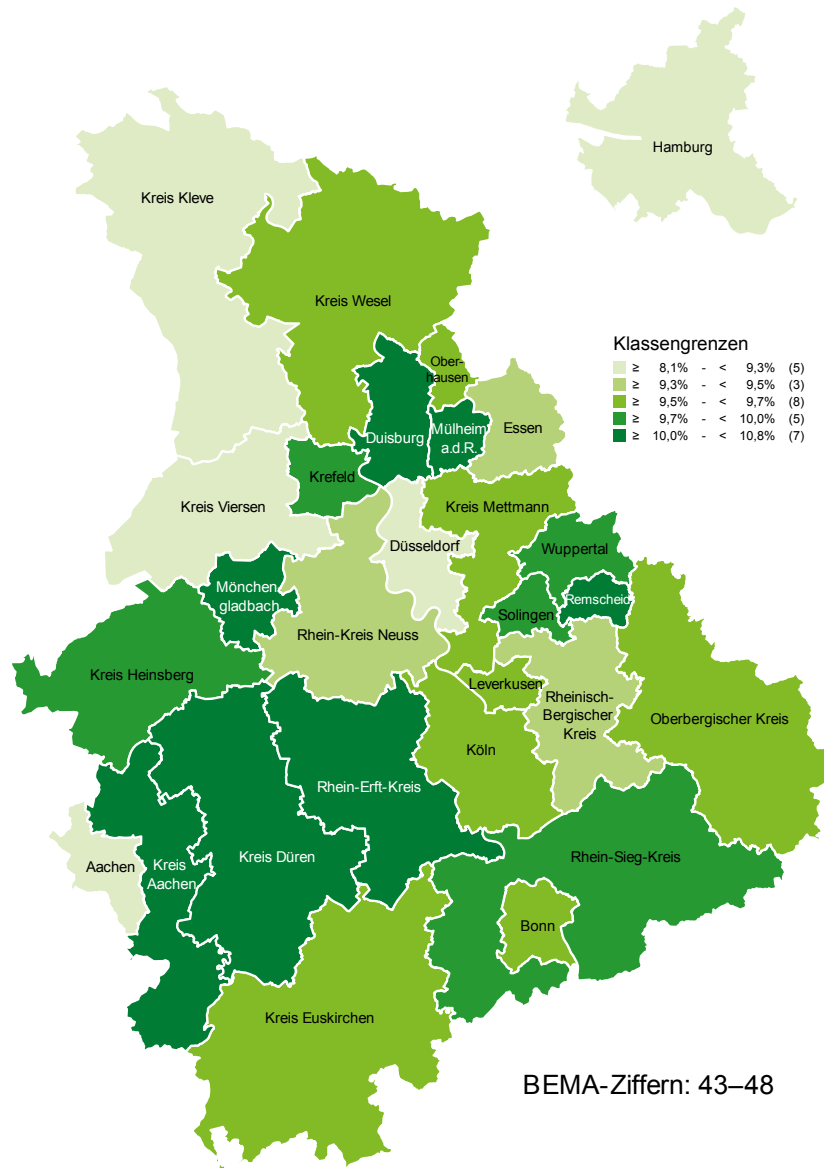 Hamburg
Kreis Kleve
Kreis Wesel
Klassengrenzen
≥ 8,1% - < 9,3% (5)
≥ 9,3% - < 9,5% (3)
≥ 9,5% - < 9,7% (8)
≥ 9,7% - < 10,0% (5)
≥ 10,0% - < 10,8% (7)
Ober-
hausen
Duisburg
Mülheim
a.d.R.
Essen
Krefeld
Kreis Viersen
Kreis Mettmann
Düsseldorf
Wuppertal
Mönchen
gladbach
Remscheid
Solingen
Rhein-Kreis Neuss
Kreis Heinsberg
Leverkusen
Rheinisch-
Bergischer
Kreis
Oberbergischer Kreis
Köln
Rhein-Erft-Kreis
Aachen
Kreis
Aachen
Kreis Düren
Rhein-Sieg-Kreis
Bonn
Kreis Euskirchen
BEMA-Ziffern: 43–48